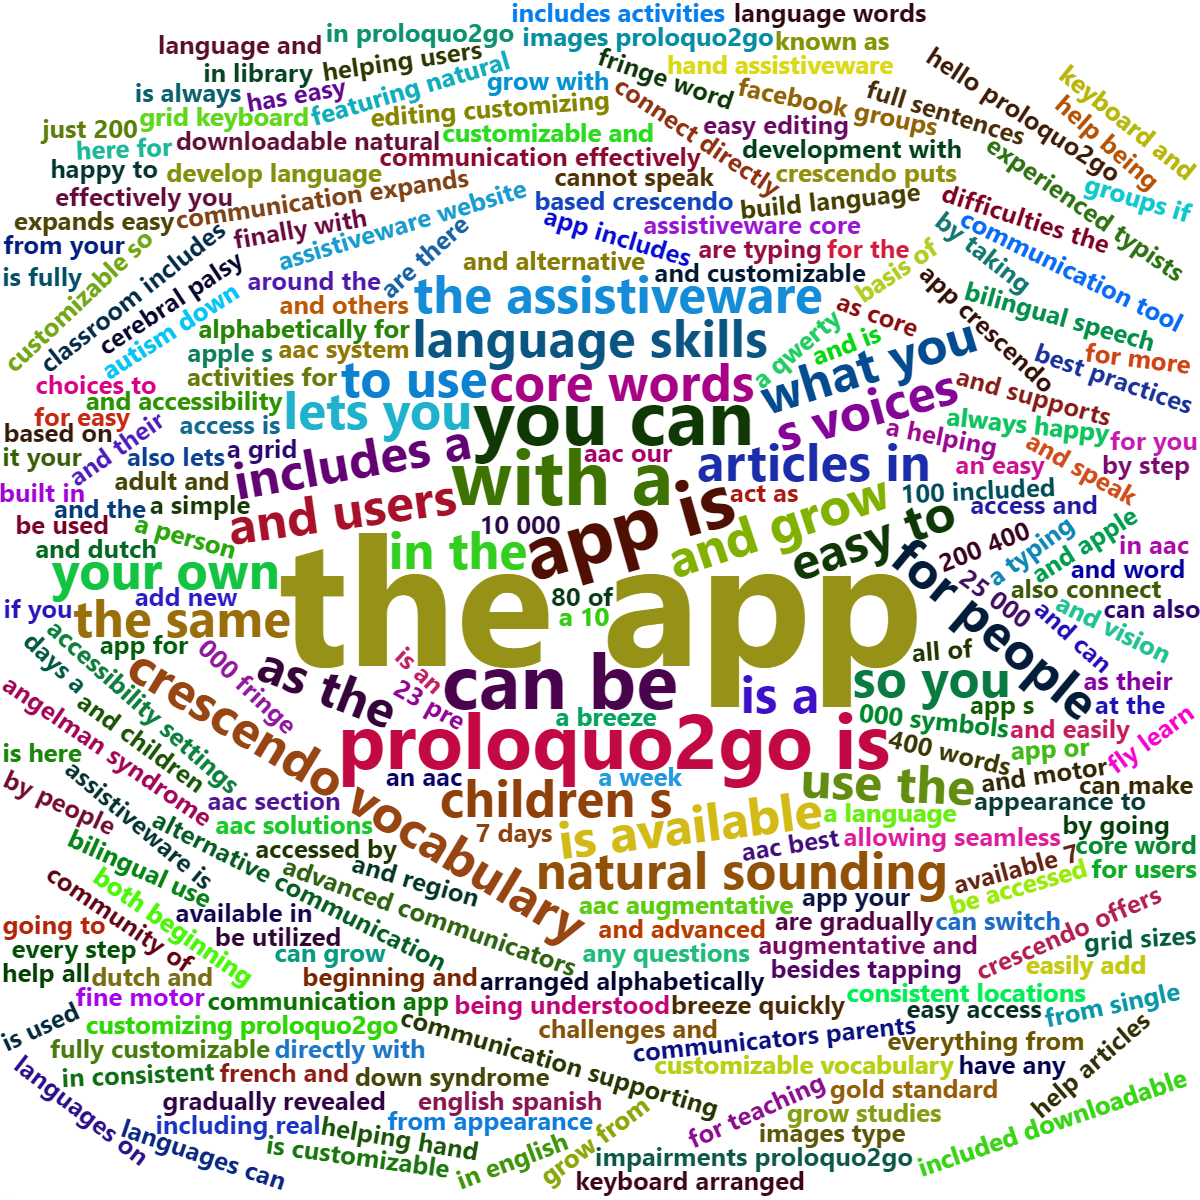 includes activities
language words
in proloquo2go
language and
images proloquo2go
known as
helping users
fringe word
hello proloquo2go
in library
hand assistiveware
keyboard and
featuring natural
grow with
is always
has easy
facebook groups
full sentences
help being
editing customizing
connect directly
grid keyboard
just 200
easy editing
downloadable natural
customizable and
here for
experienced typists
communication effectively
development with
happy to
develop language
cannot speak
crescendo puts
groups if
effectively you
communication expands
based crescendo
build language
difficulties the
expands easy
finally with
assistiveware website
app includes
assistiveware core
by taking
communication tool
from your
customizable so
classroom includes
cerebral palsy
are there
are typing
for the
basis of
is fully
around the
and alternative
and customizable
app crescendo
bilingual speech
autism down
and others
the assistiveware
as core
alphabetically for
language skills
and is
what you
best practices
for more
apple s
aac system
a qwerty
choices to
activities for
to use
core words
s voices
and supports
and accessibility
lets you
you can
always happy
for easy
access is
a helping
for you
based on
and their
a grid
includes a
aac our
articles in
and speak
it your
also lets
with a
an easy
by step
built in
adult and
app is
act as
and grow
100 included
and the
a simple
and users
10 000
easy to
access and
be used
a person
in the
200 400
a typing
and apple
in aac
and dutch
your own
the app
for people
25 000
and word
also connect
if you
add new
80 of
and can
and vision
can also
the same
a 10
accessibility settings
app for
000 fringe
as the
is an
all of
days a
crescendo vocabulary
23 pre
can be
is a
so you
as their
angelman syndrome
and children
a breeze
app s
at the
000 symbols
and easily
fly learn
is here
proloquo2go is
400 words
app or
by people
assistiveware is
an aac
a week
use the
and motor
can make
aac section
children s
appearance to
alternative communication
aac solutions
7 days
is available
a language
by going
bilingual use
accessed by
aac best
allowing seamless
core word
and region
natural sounding
available 7
for users
community of
both beginning
advanced communicators
be accessed
available in
aac augmentative
app your
crescendo offers
going to
be utilized
and advanced
are gradually
can switch
every step
can grow
any questions
augmentative and
grid sizes
help all
dutch and
beginning and
arranged alphabetically
besides tapping
easily add
fine motor
communication app
being understood
breeze quickly
consistent locations
is used
easy access
from single
customizing proloquo2go
communication supporting
challenges and
communicators parents
everything from
fully customizable
directly with
help articles
languages on
in consistent
french and
down syndrome
customizable vocabulary
have any
gradually revealed
english spanish
for teaching
gold standard
included downloadable
including real
helping hand
from appearance
grow studies
languages can
is customizable
in english
grow from
images type
impairments proloquo2go
keyboard arranged